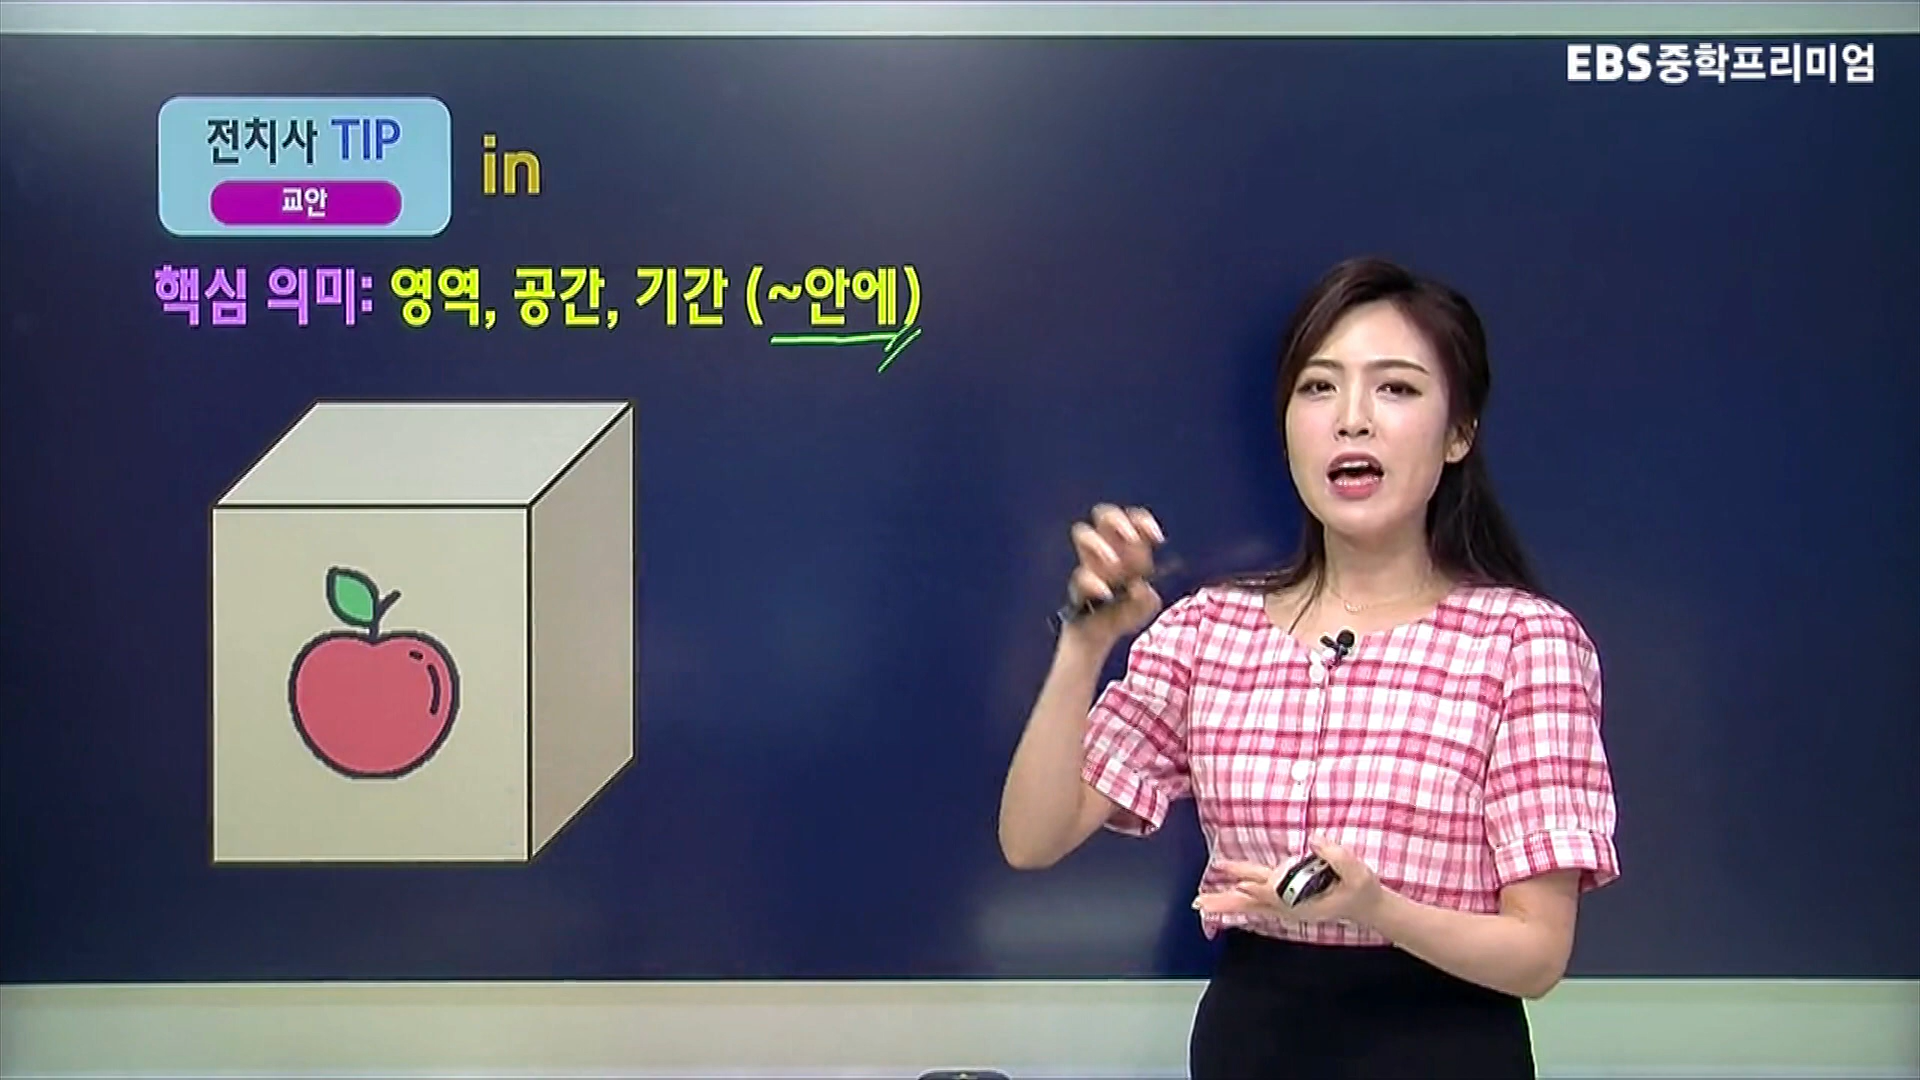 EBS중학프리미엄
전치사 TIP
교안
in
핵심 의미: 영역, 공간, 기간 (~안에)